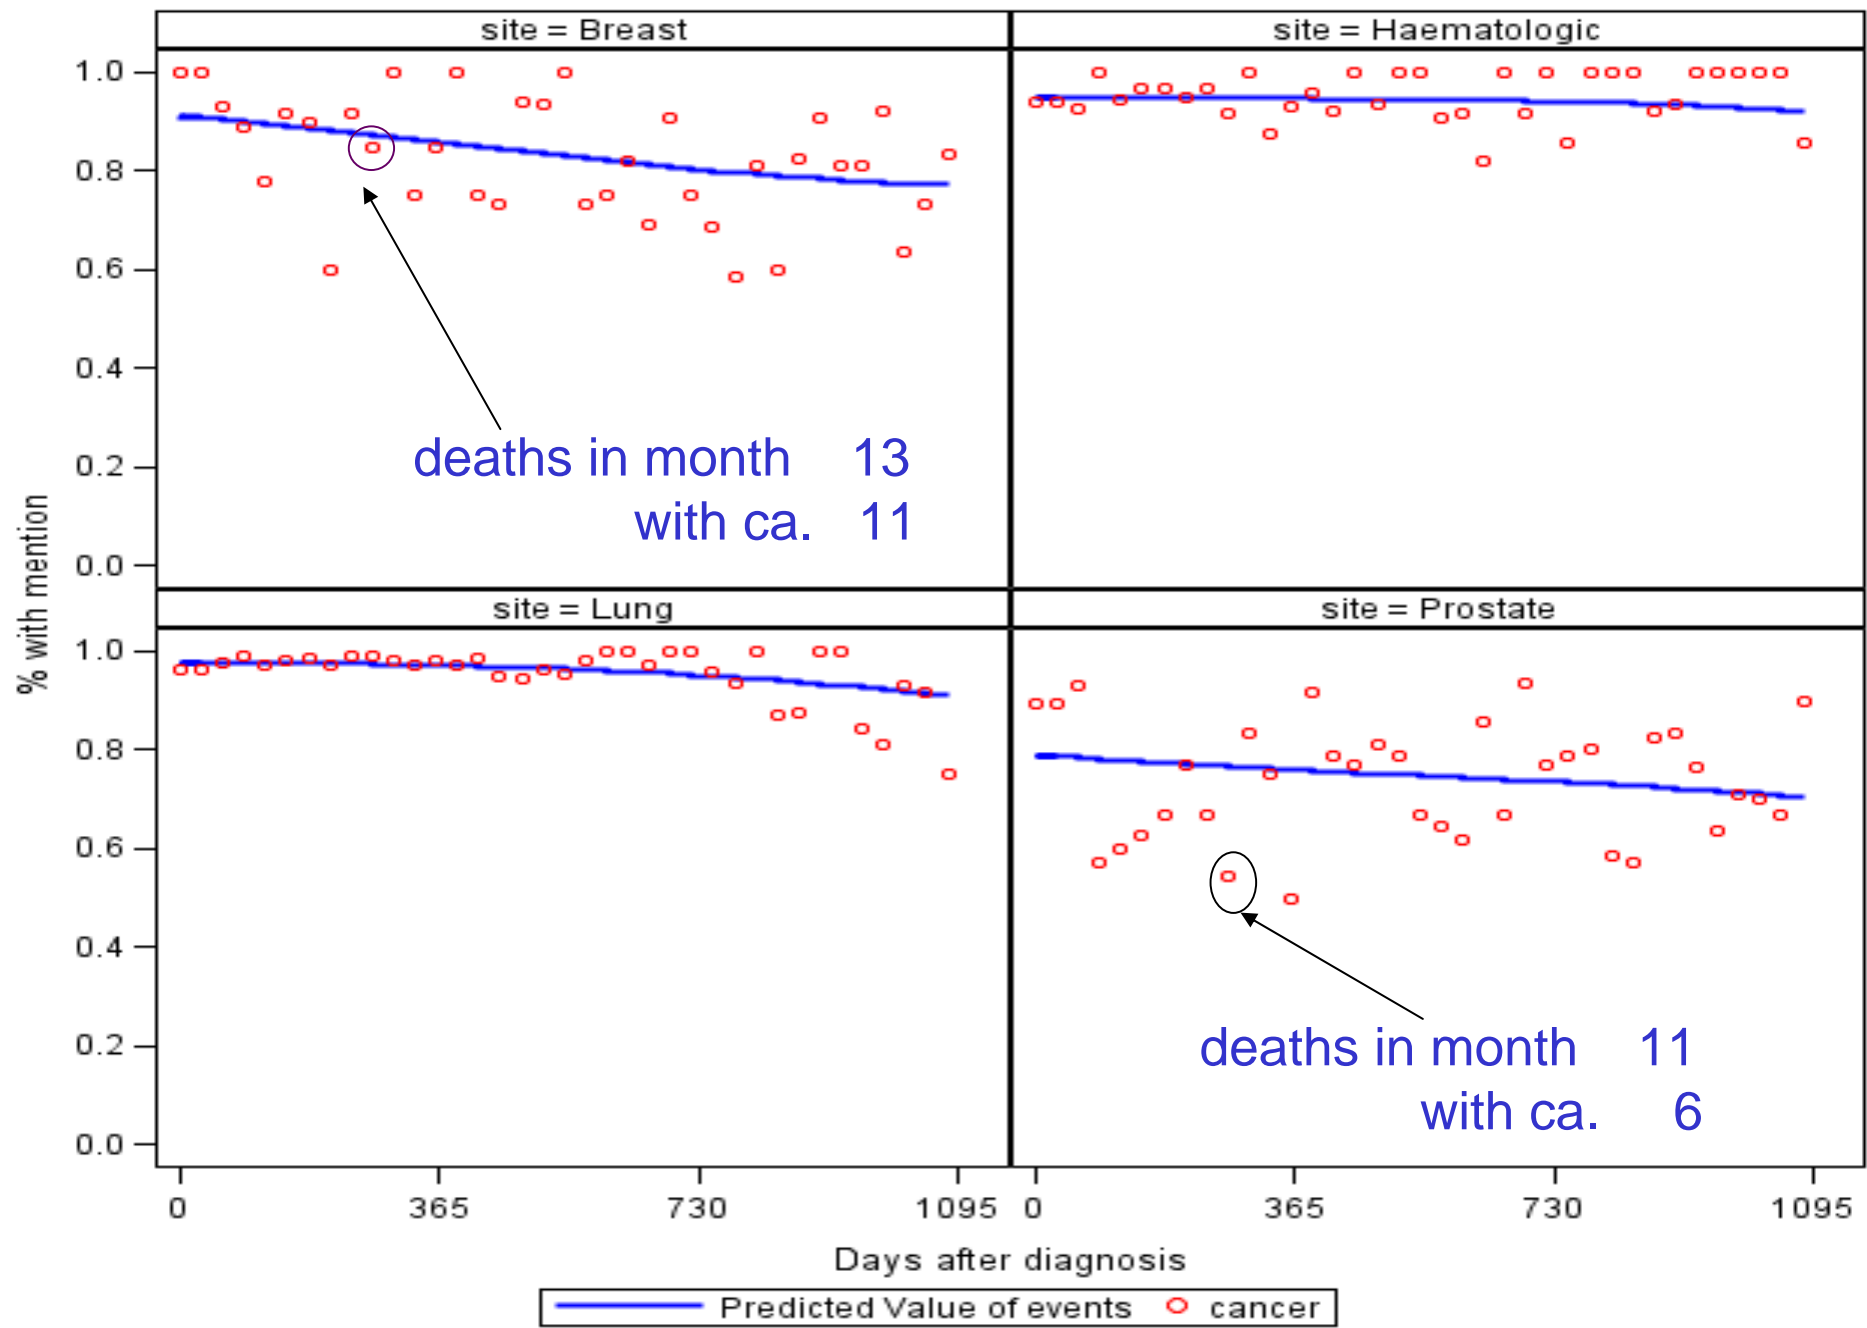 site = Breast
site = Haematologic
1.0
0.8
0.6
0.4
0.2
0.0
deaths in month 13
with ca. 11
% with mention
site = Lung
site = Prostate
1.0
0.8
0.6
0.4
0.2
0.0
deaths in month 11
with ca. 6
0 365 730 1095 0 365 730 1095
Days after diagnosis
Predicted Value of events cancer